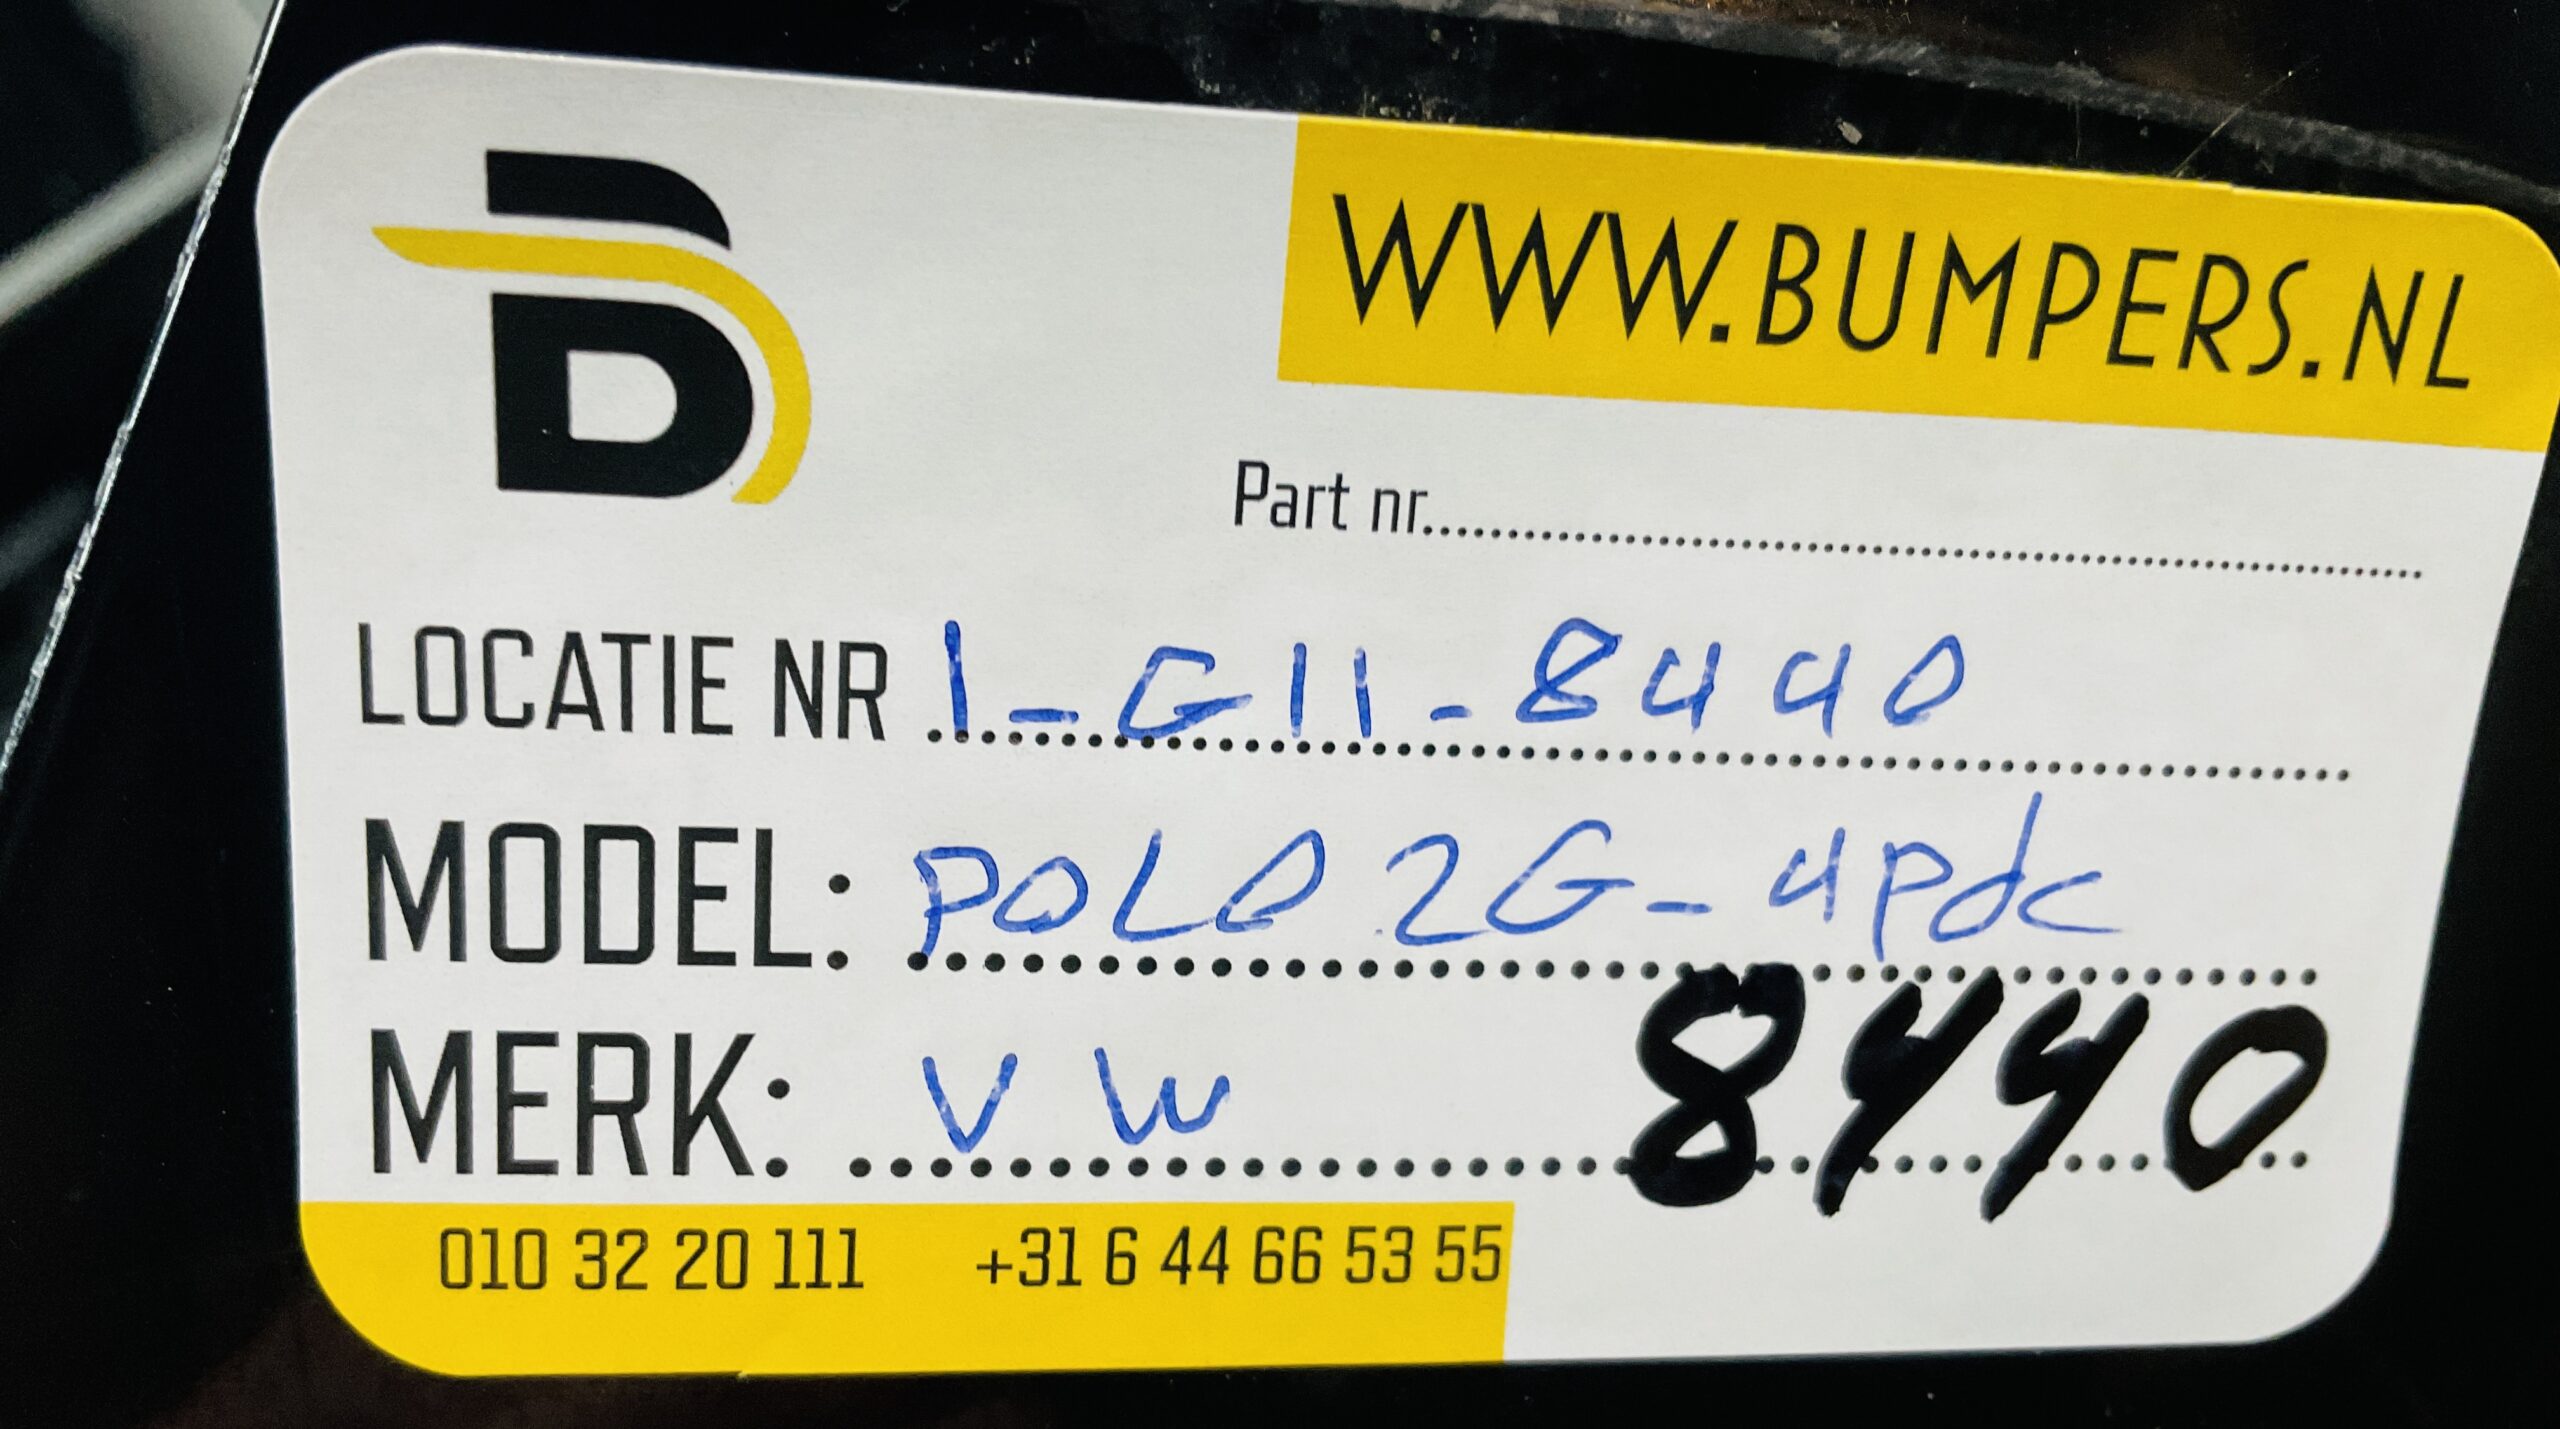 WWW.BUMPERS.NL
Part nr..............................
LOCATIE NR 1-G11-8440
MODEL: POLO 2G-4pdc
MERK: VW 8440
010 32 20 111 +31 6 44 66 53 55